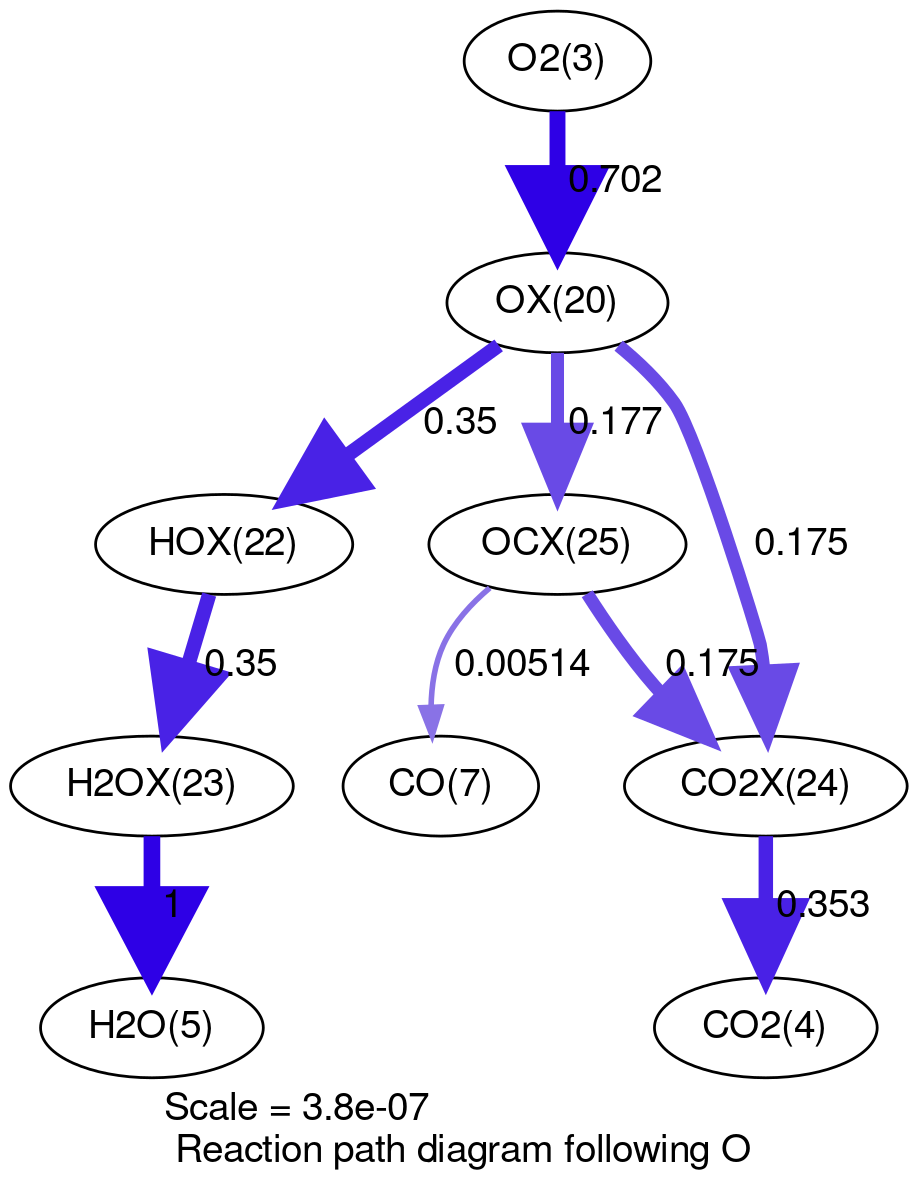 O2(3)
0.702
OX(20)
0.35
0.177
0.175
HOX(22)
OCX(25)
0.35
0.00514
0.175
H2OX(23)
CO(7)
CO2X(24)
1
0.353
H2O(5)
CO2(4)
Scale = 3.8e-07
Reaction path diagram following O